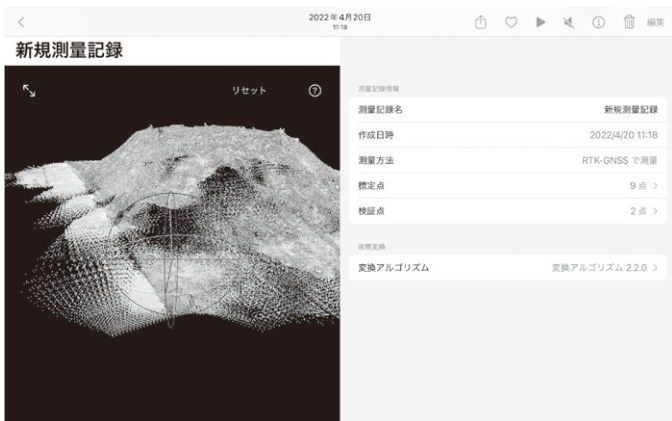 2022年4月20日
11:18
編集
新規測量記録
リセット
測量記録情報
測量記録名 新規測量記録
作成日時 2022/4/20 11:18
測量方法 RTK-GNSS で測量
標定点 9 点
検証点 2 点
座標変換
変換アルゴリズム 変換アルゴリズム 2.2.0